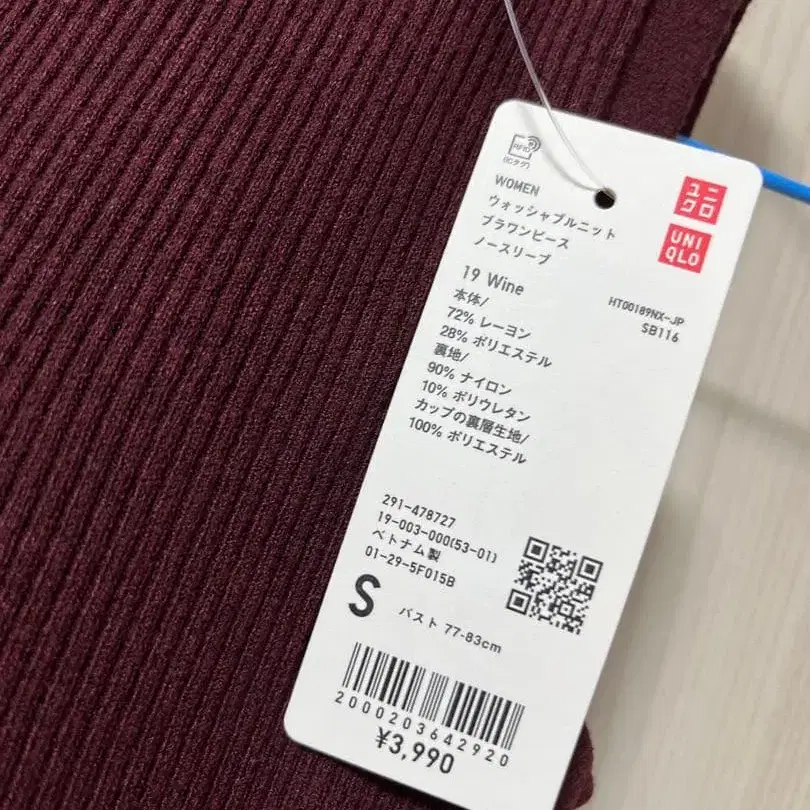 RFID
(ICタグ)
ユニ
クロ
UNI
QLO
WOMEN
ウォッシャブルニット
ブラワンピース
ノースリーブ
19 Wine
HT00189NX-JP
SB116
本体/
72% レーヨン
28% ポリエステル
裏地/
90% ナイロン
10% ポリウレタン
カップの裏層生地/
100% ポリエステル
291-478727
19-003-000(53-01)
ベトナム製
01-29-5F015B
S バスト 77-83cm
2000203642920
¥3,990